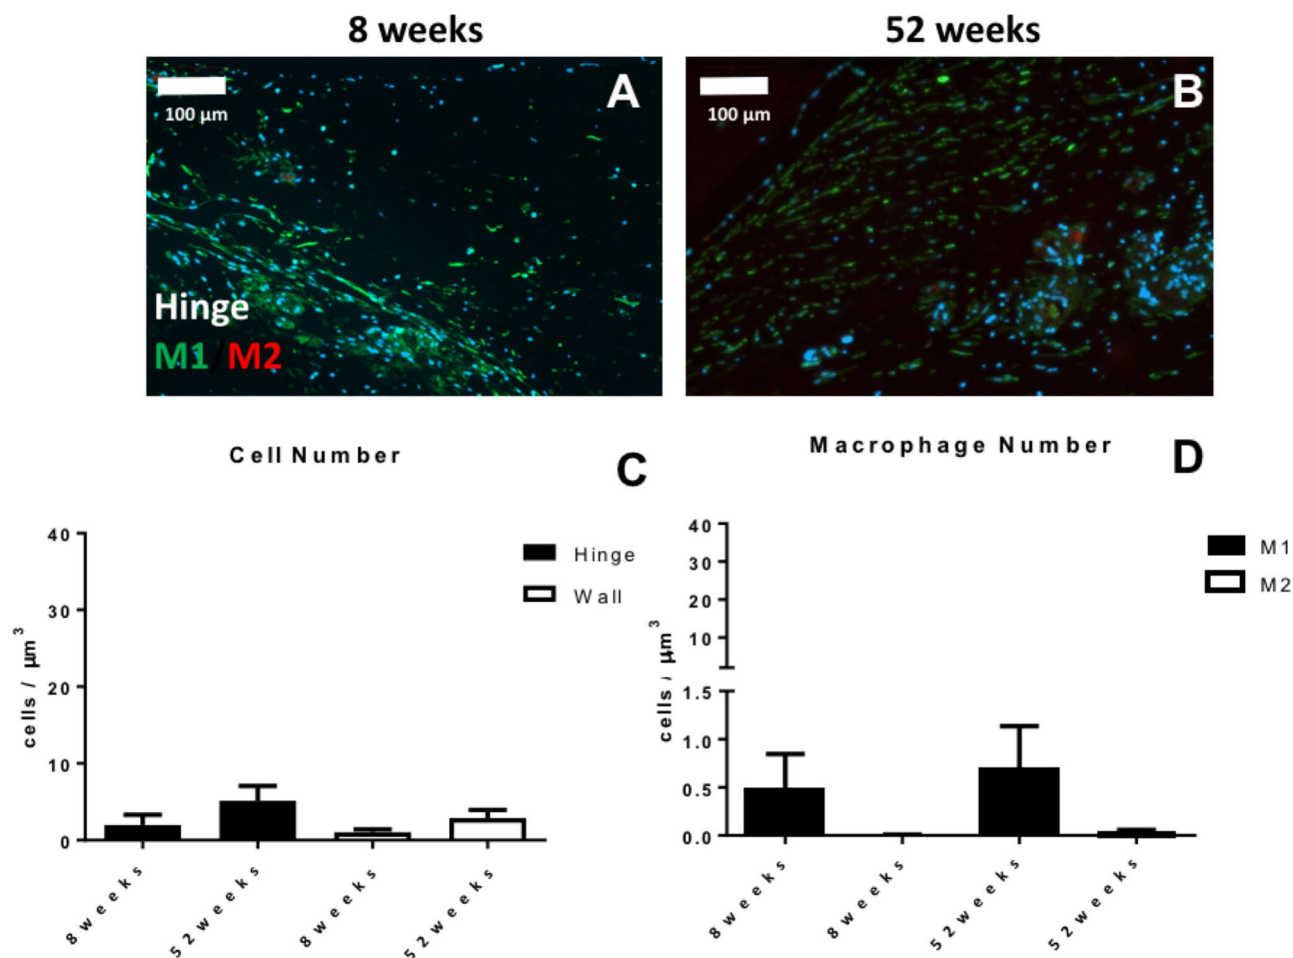 8 weeks
52 weeks
100 µm
A
Hinge
M1/M2
100 µm
B
Cell Number
C
cells / µm³
40
30
20
10
0
Hinge
Wall
8 weeks
52 weeks
8 weeks
52 weeks
Macrophage Number
D
cells / µm³
40
30
20
10
1.5
1.0
0.5
0.0
M1
M2
8 weeks
8 weeks
52 weeks
52 weeks